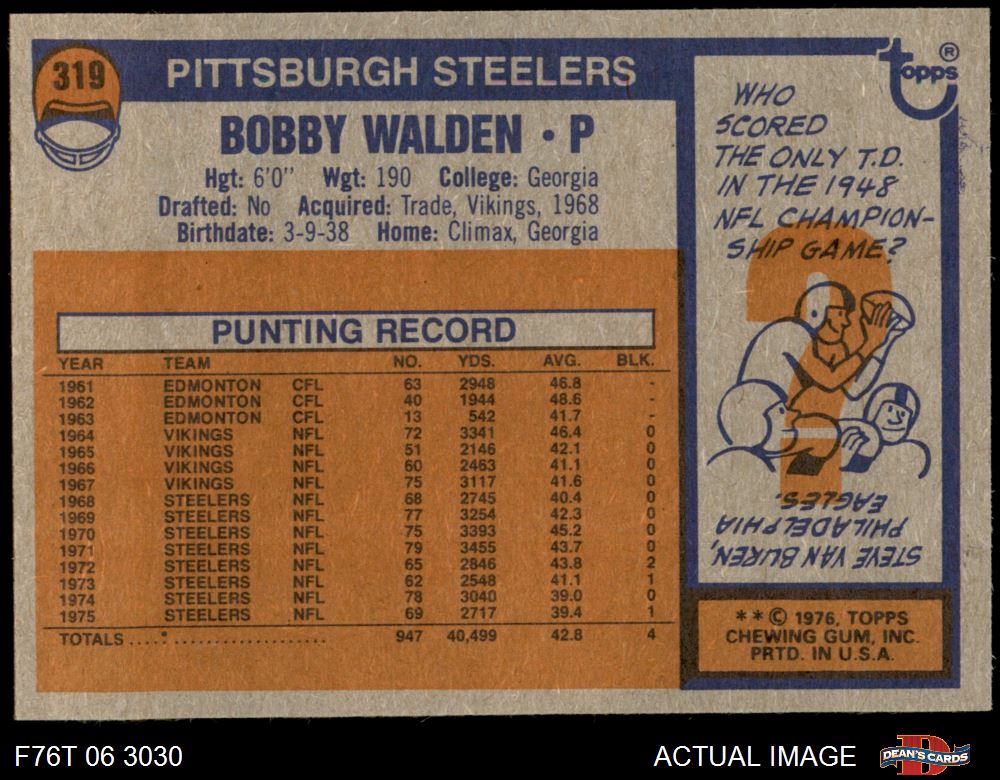 319
PITTSBURGH STEELERS
BOBBY WALDEN • P
Hgt: 6'0" Wgt: 190 College: Georgia
Drafted: No Acquired: Trade, Vikings, 1968
Birthdate: 3-9-38 Home: Climax, Georgia
PUNTING RECORD
YEAR TEAM NO. YDS. AVG. BLK.
1961 EDMONTON CFL 63 2948 46.8 -
1962 EDMONTON CFL 40 1944 48.6 -
1963 EDMONTON CFL 13 542 41.7 -
1964 VIKINGS NFL 72 3341 46.4 0
1965 VIKINGS NFL 51 2146 42.1 0
1966 VIKINGS NFL 60 2463 41.1 0
1967 VIKINGS NFL 75 3117 41.6 0
1968 STEELERS NFL 68 2745 40.4 0
1969 STEELERS NFL 77 3254 42.3 0
1970 STEELERS NFL 75 3393 45.2 0
1971 STEELERS NFL 79 3455 43.7 0
1972 STEELERS NFL 65 2846 43.8 2
1973 STEELERS NFL 62 2548 41.1 1
1974 STEELERS NFL 78 3040 39.0 0
1975 STEELERS NFL 69 2717 39.4 1
TOTALS.................... 947 40,499 42.8 4
topps®
WHO
SCORED
THE ONLY T.D.
IN THE 1948
NFL CHAMPION-
SHIP GAME?
?
STEVE VAN BUREN,
PHILADELPHIA
EAGLES.
**© 1976, TOPPS
CHEWING GUM, INC.
PRTD. IN U.S.A.
F76T 06 3030
ACTUAL IMAGE
DEAN'S CARDS